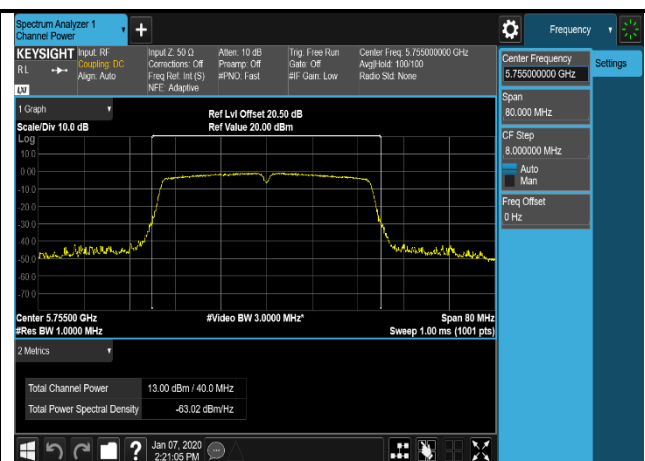 Spectrum Analyzer 1
Channel Power
+
Frequency
KEYSIGHT
RL
LXI
Input: RF
Coupling: DC
Align: Auto
Input Z: 50 Ω
Corrections: Off
Freq Ref: Int (S)
NFE: Adaptive
Atten: 10 dB
Preamp: Off
#PNO: Fast
Trig: Free Run
Gate: Off
#IF Gain: Low
Center Freq: 5.755000000 GHz
Avg|Hold: 100/100
Radio Std: None
Center Frequency
5.755000000 GHz
Settings
Span
80.000 MHz
CF Step
8.000000 MHz
Auto
Man
Freq Offset
0 Hz
1 Graph
Scale/Div 10.0 dB
Ref Lvl Offset 20.50 dB
Ref Value 20.00 dBm
Log
10.0
0.00
-10.0
-20.0
-30.0
-40.0
-50.0
-60.0
-70.0
Center 5.75500 GHz
#Video BW 3.0000 MHz*
Span 80 MHz
#Res BW 1.0000 MHz
Sweep 1.00 ms (1001 pts)
2 Metrics
Total Channel Power 13.00 dBm / 40.0 MHz
Total Power Spectral Density -63.02 dBm/Hz
?
Jan 07, 2020
2:21:05 PM